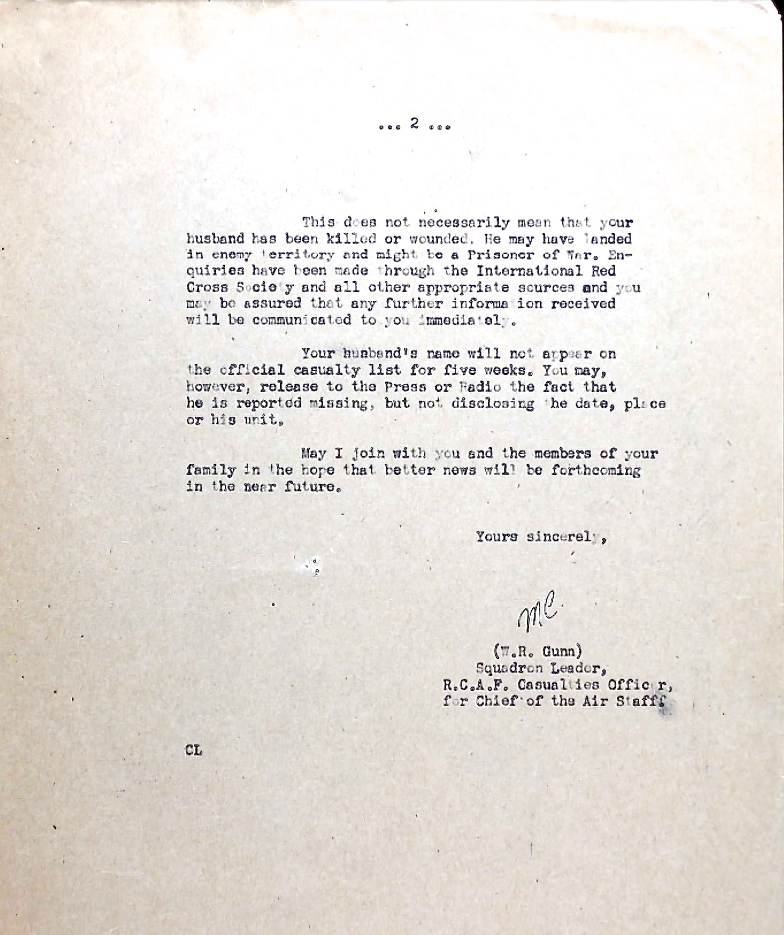 ... 2 ...
This does not necessarily mean that your
husband has been killed or wounded. He may have landed
in enemy territory and might be a Prisoner of War. En-
quiries have been made through the International Red
Cross Society and all other appropriate sources and you
may be assured that any further information received
will be communicated to you immediately.
Your husband's name will not appear on
the official casualty list for five weeks. You may,
however, release to the Press or Radio the fact that
he is reported missing, but not disclosing the date, place
or his unit.
May I join with you and the members of your
family in the hope that better news will be forthcoming
in the near future.
Yours sincerely,
MC.
(W.R. Gunn)
Squadron Leader,
R.C.A.F. Casualties Officer,
for Chief of the Air Staff.
CL